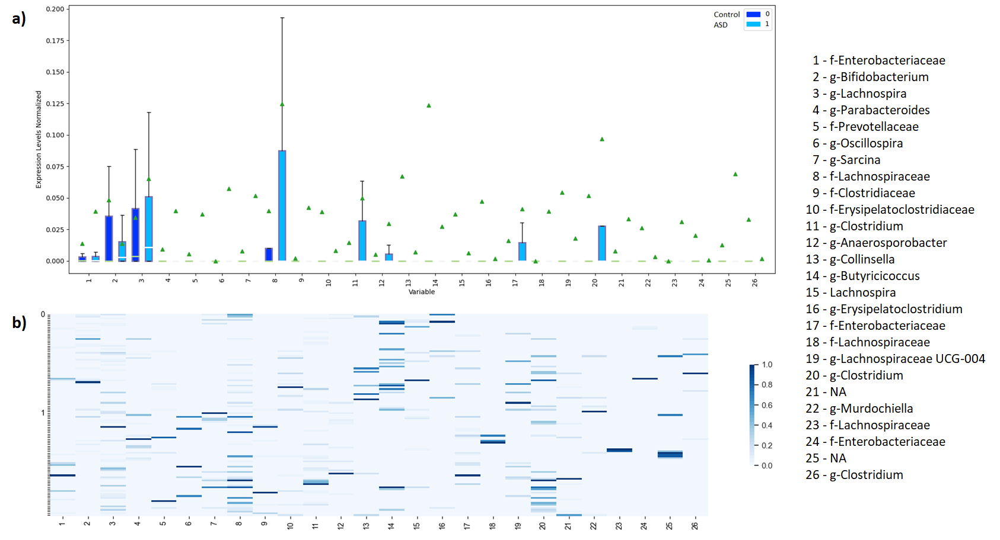 a)
0.200
0.175
0.150
0.125
0.100
0.075
0.050
0.025
0.000
Expression Levels Normalized
Control 0
ASD 1
1 2 3 4 5 6 7 8 9 10 11 12 13 14 15 16 17 18 19 20 21 22 23 24 25 26
Variable
b)
0
1
1 2 3 4 5 6 7 8 9 10 11 12 13 14 15 16 17 18 19 20 21 22 23 24 25 26
1.0
0.8
0.6
0.4
0.2
0.0
1 - f-Enterobacteriaceae
2 - g-Bifidobacterium
3 - g-Lachnospira
4 - g-Parabacteroides
5 - f-Prevotellaceae
6 - g-Oscillospira
7 - g-Sarcina
8 - f-Lachnospiraceae
9 - f-Clostridiaceae
10 - f-Erysipelatoclostridiaceae
11 - g-Clostridium
12 - g-Anaerosporobacter
13 - g-Collinsella
14 - g-Butyricicoccus
15 - Lachnospira
16 - g-Erysipelatoclostridium
17 - f-Enterobacteriaceae
18 - f-Lachnospiraceae
19 - g-Lachnospiraceae UCG-004
20 - g-Clostridium
21 - NA
22 - g-Murdochiella
23 - f-Lachnospiraceae
24 - f-Enterobacteriaceae
25 - NA
26 - g-Clostridium